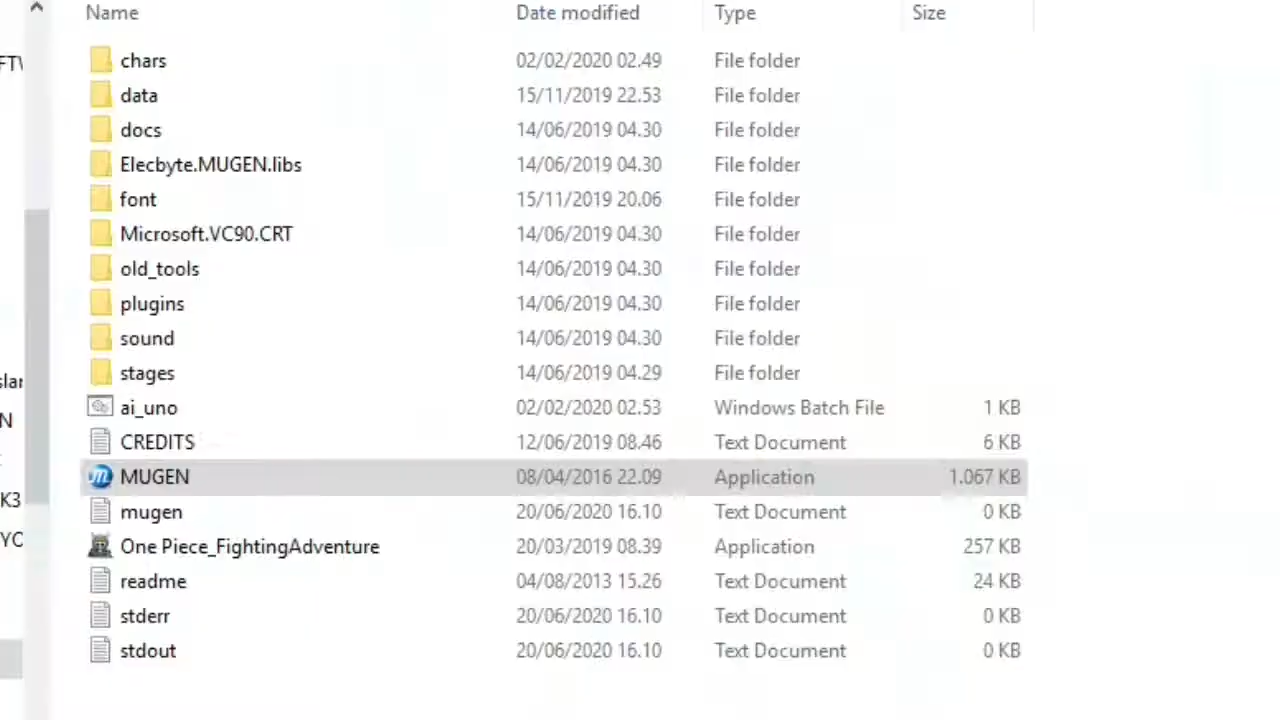 Name Date modified Type Size
chars 02/02/2020 02.49 File folder
data 15/11/2019 22.53 File folder
docs 14/06/2019 04.30 File folder
Elecbyte.MUGEN.libs 14/06/2019 04.30 File folder
font 15/11/2019 20.06 File folder
Microsoft.VC90.CRT 14/06/2019 04.30 File folder
old_tools 14/06/2019 04.30 File folder
plugins 14/06/2019 04.30 File folder
sound 14/06/2019 04.30 File folder
stages 14/06/2019 04.29 File folder
ai_uno 02/02/2020 02.53 Windows Batch File 1 KB
CREDITS 12/06/2019 08.46 Text Document 6 KB
MUGEN 08/04/2016 22.09 Application 1.067 KB
mugen 20/06/2020 16.10 Text Document 0 KB
One Piece_FightingAdventure 20/03/2019 08.39 Application 257 KB
readme 04/08/2013 15.26 Text Document 24 KB
stderr 20/06/2020 16.10 Text Document 0 KB
stdout 20/06/2020 16.10 Text Document 0 KB